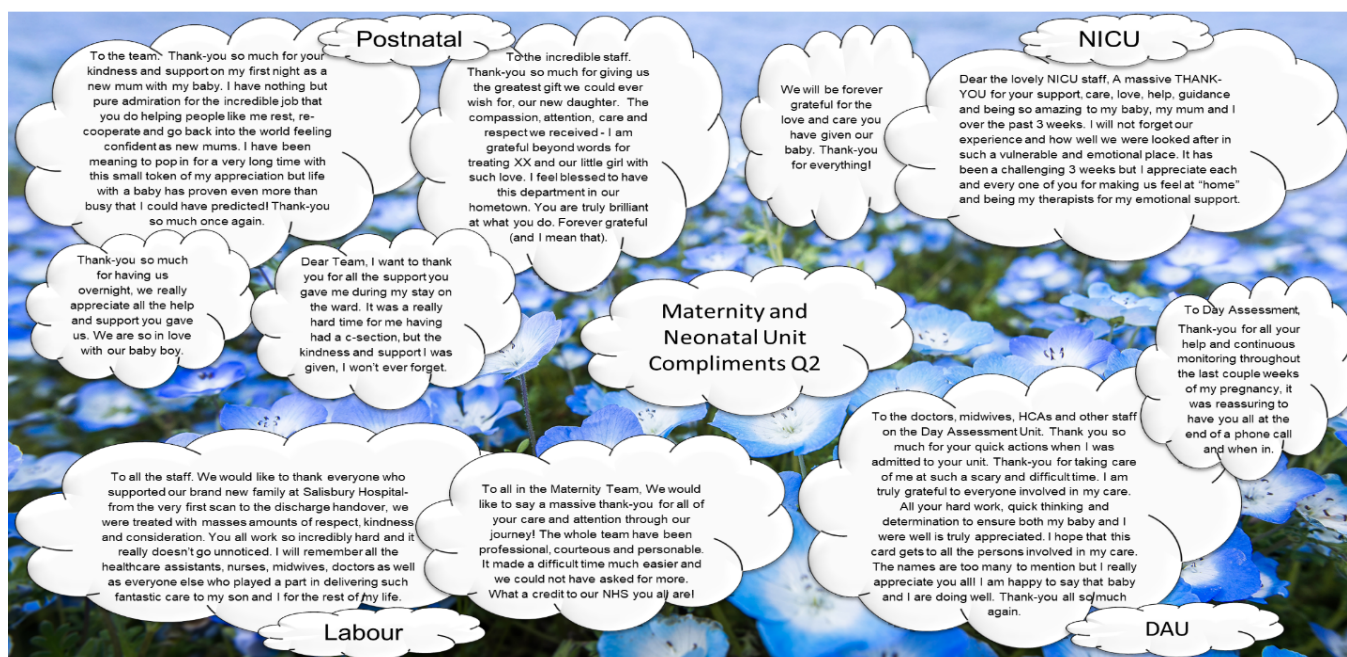 Postnatal
To the team. Thank-you so much for your
kindness and support on my first night as a
new mum with my baby. I have nothing but
pure admiration for the incredible job that
you do helping people like me rest, re-
cooperate and go back into the world feeling
confident as new mums. I have been
meaning to pop in for a very long time with
this small token of my appreciation but life
with a baby has proven even more than
busy that I could have predicted! Thank-you
so much once again.
To the incredible staff.
Thank-you so much for giving us
the greatest gift we could ever
wish for, our new daughter. The
compassion, attention, care and
respect we received - I am
grateful beyond words for
treating XX and our little girl with
such love. I feel blessed to have
this department in our
hometown. You are truly brilliant
at what you do. Forever grateful
(and I mean that).
Thank-you so much
for having us
overnight, we really
appreciate all the help
and support you gave
us. We are so in love
with our baby boy.
Dear Team, I want to thank
you for all the support you
gave me during my stay on
the ward. It was a really
hard time for me having
had a c-section, but the
kindness and support I was
given, I won't ever forget.
NICU
We will be forever
grateful for the
love and care you
have given our
baby. Thank-you
for everything!
Dear the lovely NICU staff, A massive THANK-
YOU for your support, care, love, help, guidance
and being so amazing to my baby, my mum and I
over the past 3 weeks. I will not forget our
experience and how well we were looked after in
such a vulnerable and emotional place. It has
been a challenging 3 weeks but I appreciate each
and every one of you for making us feel at “home”
and being my therapists for my emotional support.
Maternity and
Neonatal Unit
Compliments Q2
To Day Assessment,
Thank-you for all your
help and continuous
monitoring throughout
the last couple weeks
of my pregnancy, it
was reassuring to
have you all at the
end of a phone call
and when in.
To all the staff. We would like to thank everyone who
supported our brand new family at Salisbury Hospital-
from the very first scan to the discharge handover, we
were treated with masses amounts of respect, kindness
and consideration. You all work so incredibly hard and it
really doesn't go unnoticed. I will remember all the
healthcare assistants, nurses, midwives, doctors as well
as everyone else who played a part in delivering such
fantastic care to my son and I for the rest of my life.
To all in the Maternity Team, We would
like to say a massive thank-you for all of
your care and attention through our
journey! The whole team have been
professional, courteous and personable.
It made a difficult time much easier and
we could not have asked for more.
What a credit to our NHS you all are!
Labour
To the doctors, midwives, HCAs and other staff
on the Day Assessment Unit. Thank you so
much for your quick actions when I was
admitted to your unit. Thank-you for taking care
of me at such a scary and difficult time. I am
truly grateful to everyone involved in my care.
All your hard work, quick thinking and
determination to ensure both my baby and I
were well is truly appreciated. I hope that this
card gets to all the persons involved in my care.
The names are too many to mention but I really
appreciate you all! I am happy to say that baby
and I are doing well. Thank-you all so much
again.
DAU